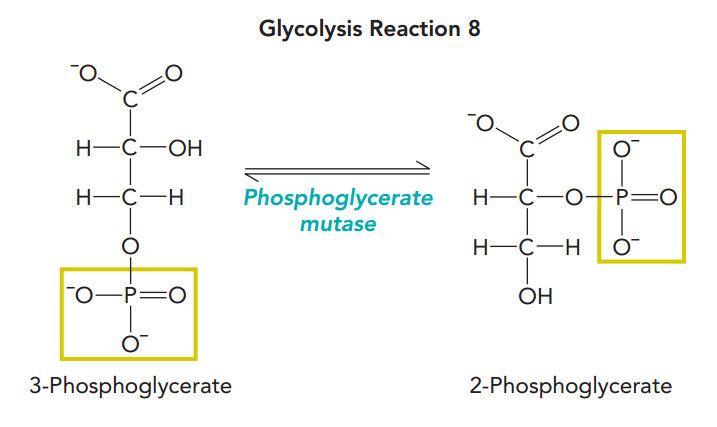 Glycolysis Reaction 8
⁻O
O
C
H—C—OH
H—C—H
O
⁻O—P=O
O⁻
3-Phosphoglycerate
Phosphoglycerate
mutase
⁻O
O
C
O⁻
H—C—O—P=O
H—C—H
O⁻
OH
2-Phosphoglycerate